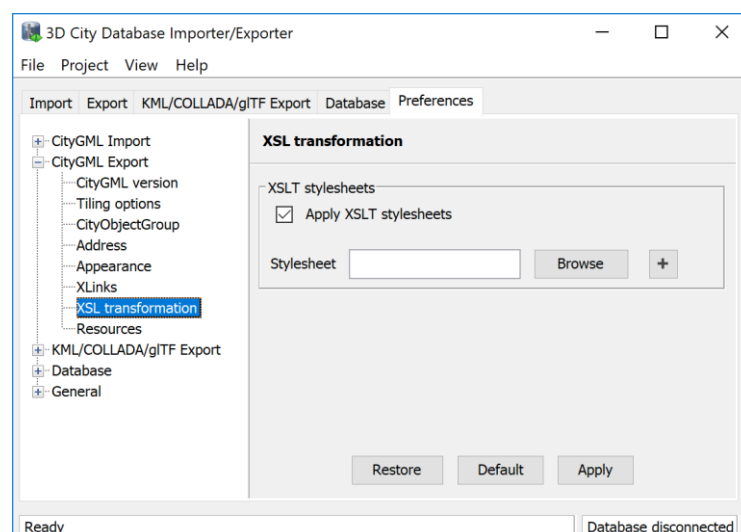 3D City Database Importer/Exporter
File Project View Help
Import Export KML/COLLADA/glTF Export Database Preferences
CityGML Import
CityGML Export
CityGML version
Tiling options
CityObjectGroup
Address
Appearance
XLinks
XSL transformation
Resources
KML/COLLADA/glTF Export
Database
General
XSL transformation
XSLT stylesheets
Apply XSLT stylesheets
Stylesheet Browse +
Restore Default Apply
Ready Database disconnected